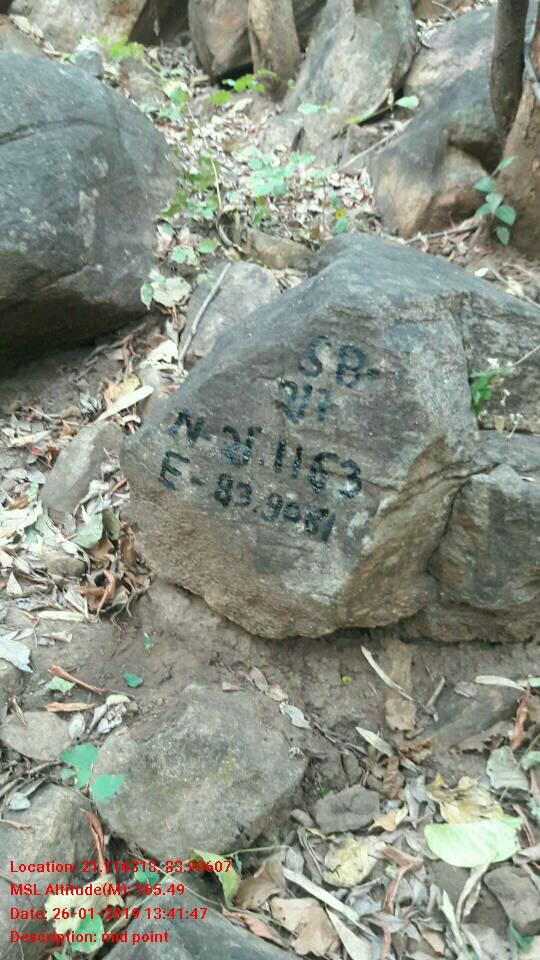 SB-
217
N-21.1163
E-83.9061
Location: 21.116318, 83.90607
MSL Altitude(M): 165.49
Date: 26-01-2019 13:41:47
Description: mid point